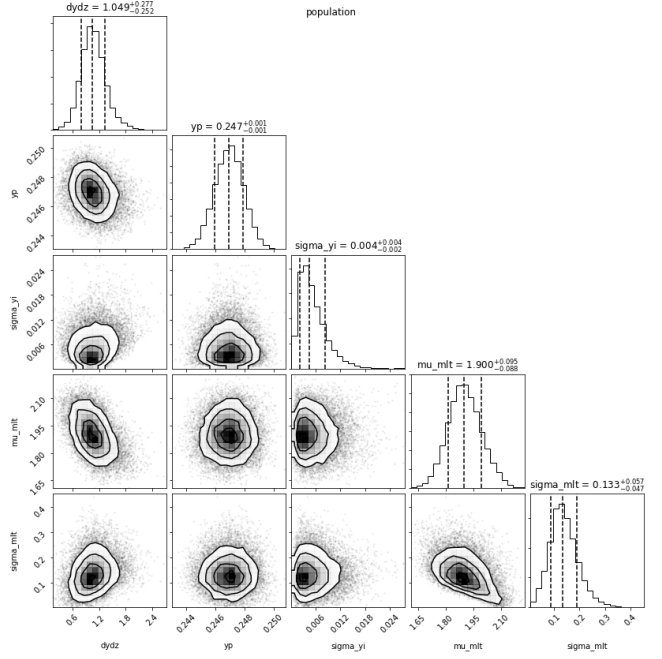 population
dydz = 1.049+0.277 −0.252
yp = 0.247+0.001 −0.001
0.250
0.248
0.246
0.244
yp
sigma_yi = 0.004+0.004 −0.002
0.024
0.018
0.012
0.006
sigma_yi
mu_mlt = 1.900+0.095 −0.088
2.10
1.95
1.80
1.65
mu_mlt
sigma_mlt = 0.133+0.057 −0.047
0.4
0.3
0.2
0.1
sigma_mlt
0.6 1.2 1.8 2.4
0.244 0.246 0.248 0.250
0.006 0.012 0.018 0.024
1.65 1.80 1.95 2.10
0.1 0.2 0.3 0.4
dydz yp sigma_yi mu_mlt sigma_mlt